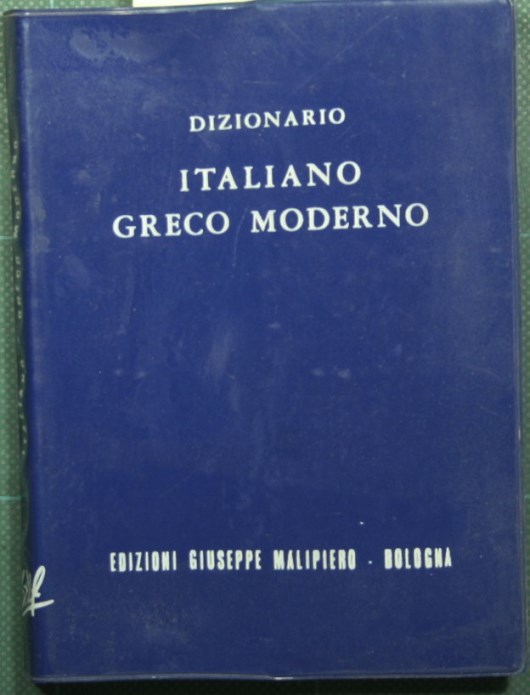 DIZIONARIO
ITALIANO
GRECO MODERNO
EDIZIONI GIUSEPPE MALIPIERO - BOLOGNA